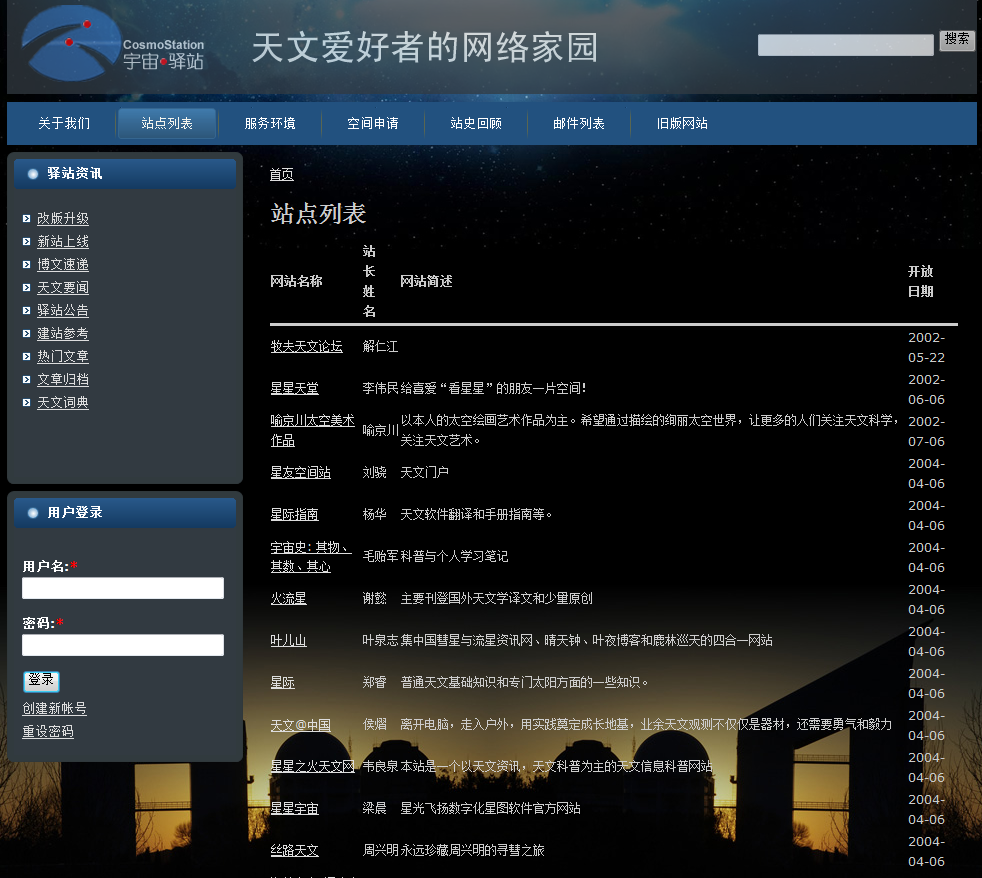 CosmoStation
宇宙·驿站
天文爱好者的网络家园
搜索
关于我们
站点列表
服务环境
空间申请
站史回顾
邮件列表
旧版网站
驿站资讯
改版升级
新站上线
博文速递
天文要闻
驿站公告
建站参考
热门文章
文章归档
天文词典
用户登录
用户名:*
密码:*
登录
创建新帐号
重设密码
首页
站点列表
网站名称
站
长
姓
名
网站简述
开放
日期
牧夫天文论坛 解仁江
2002-
05-22
星星天堂 李伟民 给喜爱“看星星”的朋友一片空间！
2002-
06-06
喻京川太空美术
作品
喻京川
以本人的太空绘画艺术作品为主。希望通过描绘的绚丽太空世界，让更多的人们关注天文科学，
关注天文艺术。
2002-
07-06
星友空间站 刘骁 天文门户
2004-
04-06
星际指南 杨华 天文软件翻译和手册指南等。
2004-
04-06
宇宙史：其物、
其数、其心
毛贻军 科普与个人学习笔记
2004-
04-06
火流星 谢懿 主要刊登国外天文学译文和少量原创
2004-
04-06
叶儿山 叶泉志 集中国彗星与流星资讯网、晴天钟、叶夜博客和鹿林巡天的四合一网站
2004-
04-06
星际 郑睿 普通天文基础知识和专门太阳方面的一些知识。
2004-
04-06
天文@中国 侯熠 离开电脑，走入户外，用实践奠定成长地基，业余天文观测不仅仅是器材，还需要勇气和毅力
2004-
04-06
星星之火天文网 韦良泉 本站是一个以天文资讯，天文科普为主的天文信息科普网站
2004-
04-06
星星宇宙 梁晨 星光飞扬数字化星图软件官方网站
2004-
04-06
丝路天文 周兴明 永远珍藏周兴明的寻彗之旅
2004-
04-06